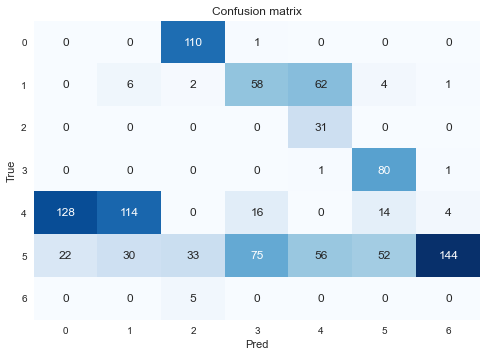 Confusion matrix
0 0 0 110 1 0 0 0
1 0 6 2 58 62 4 1
2 0 0 0 0 31 0 0
True
3 0 0 0 0 1 80 1
4 128 114 0 16 0 14 4
5 22 30 33 75 56 52 144
6 0 0 5 0 0 0 0
0 1 2 3 4 5 6
Pred